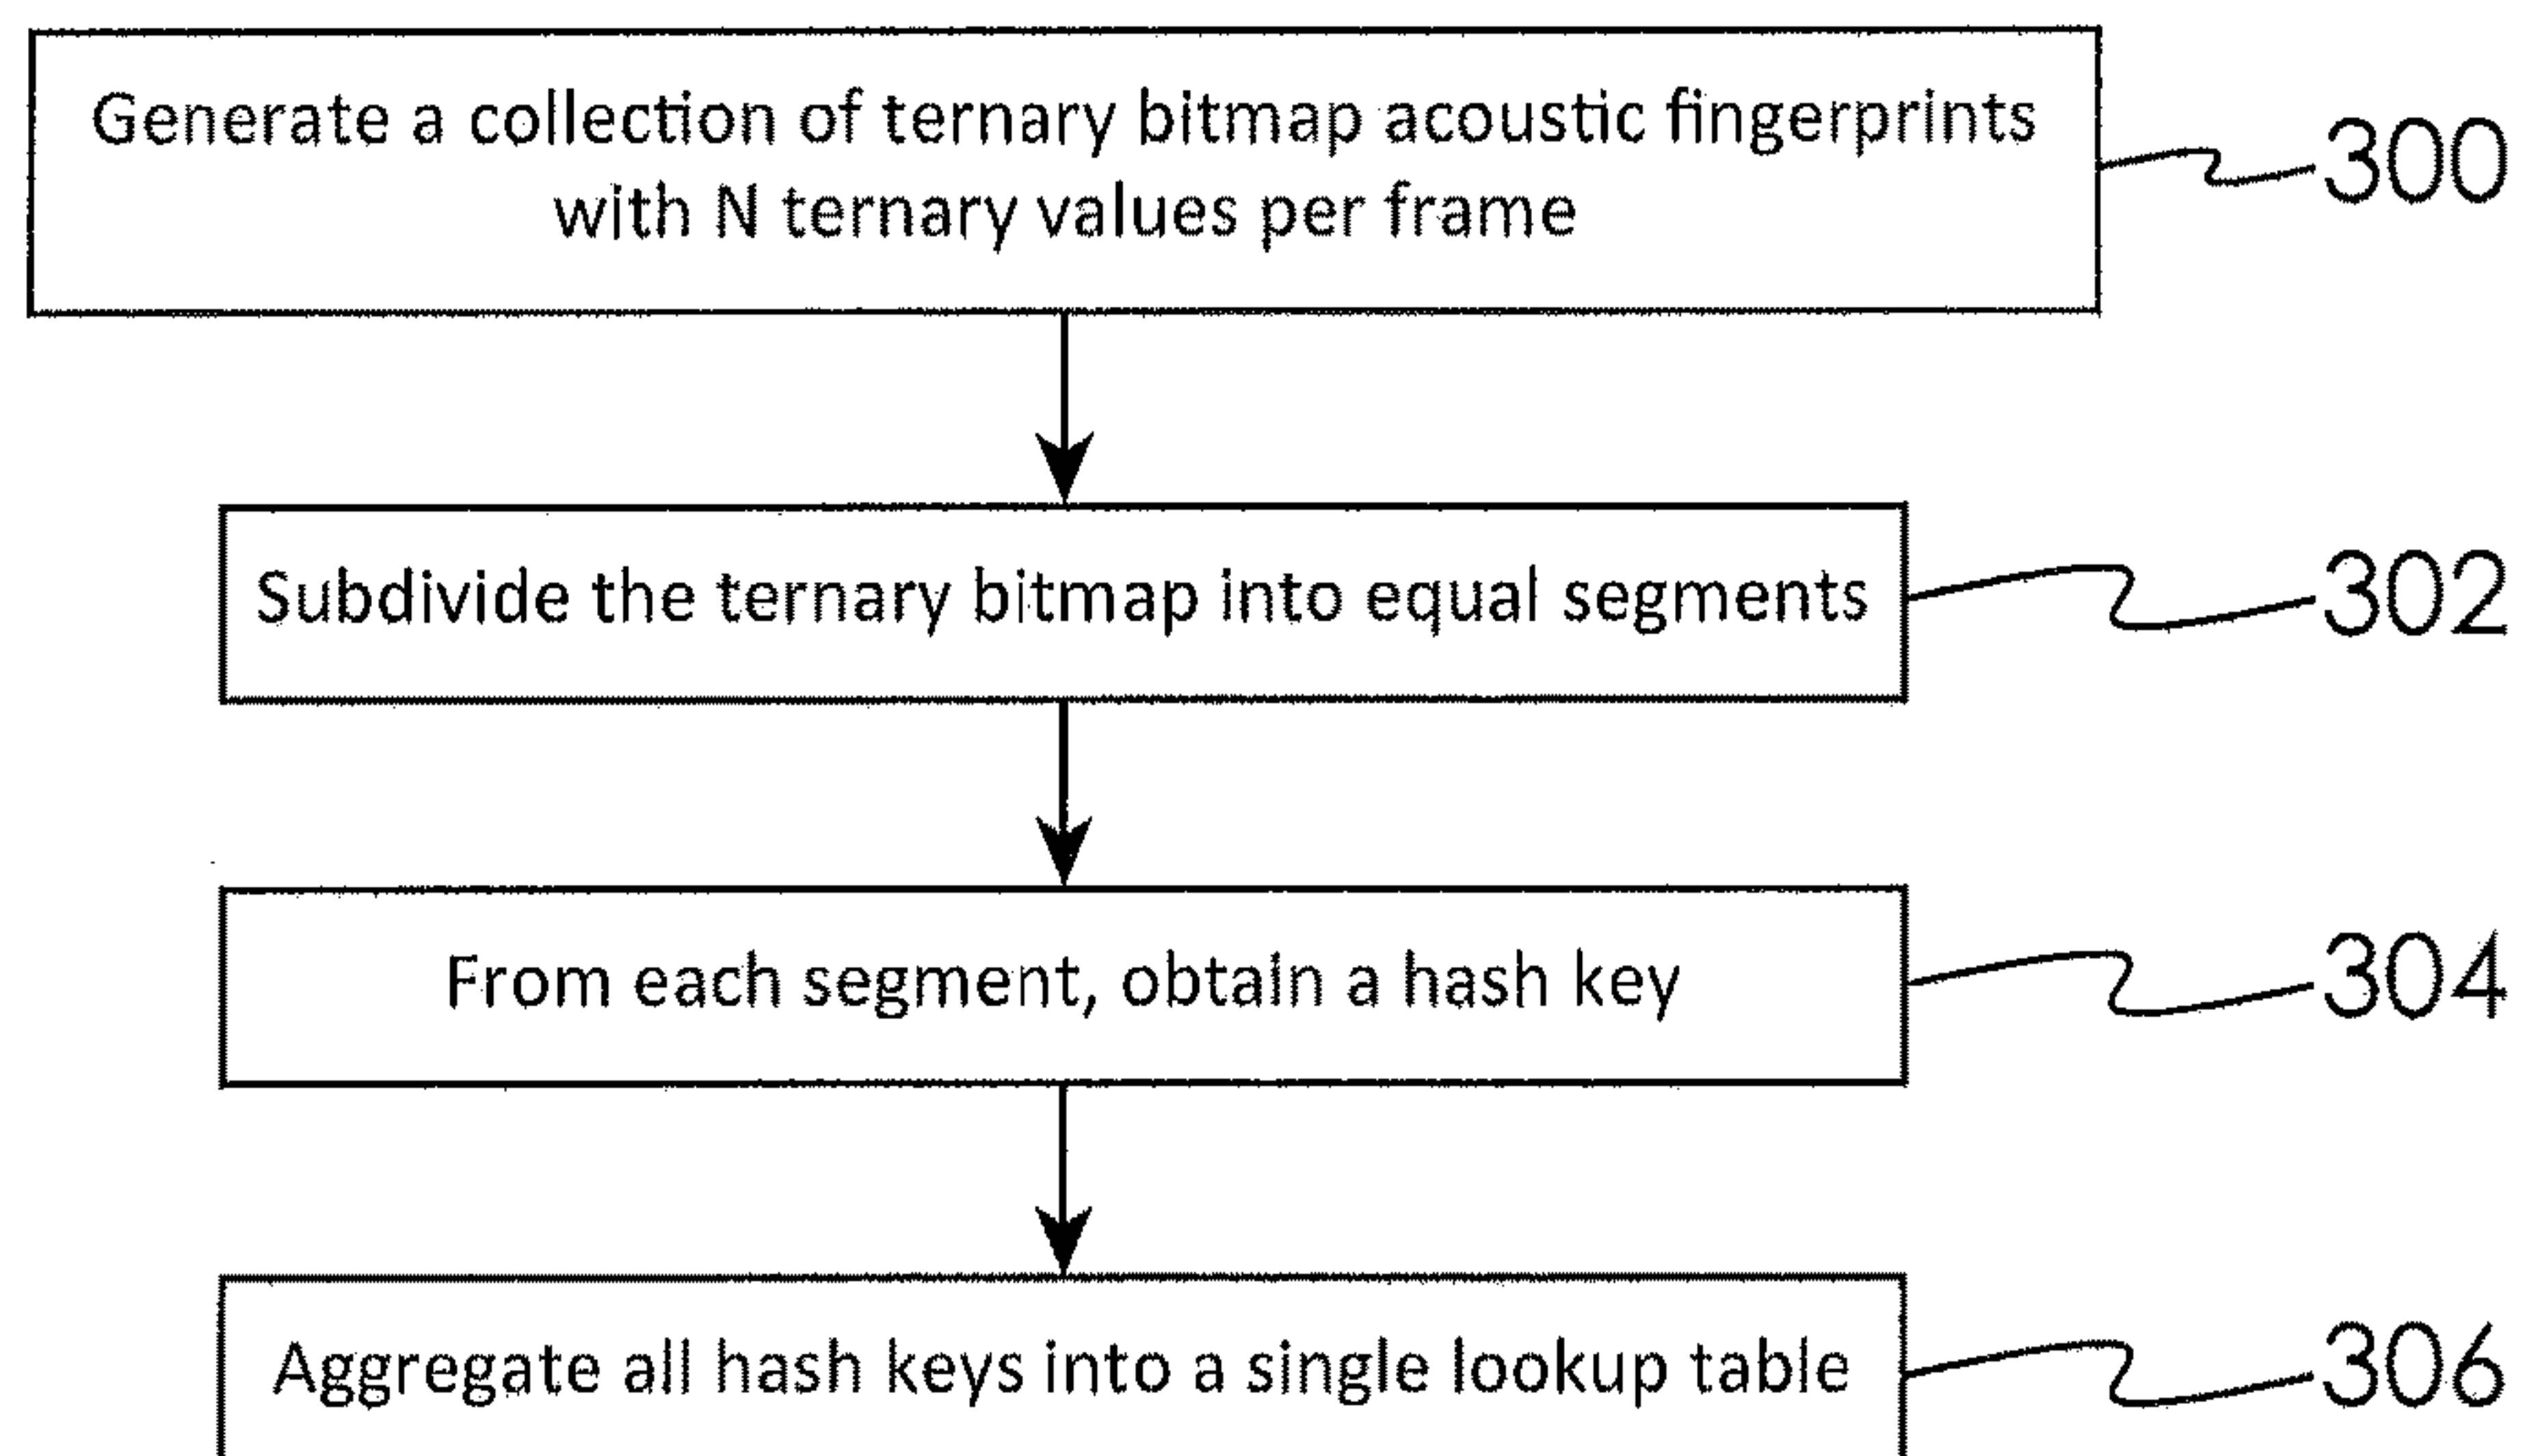 Generate a collection of ternary bitmap acoustic fingerprints
with N ternary values per frame
300
Subdivide the ternary bitmap into equal segments
302
From each segment, obtain a hash key
304
Aggregate all hash keys into a single lookup table
306